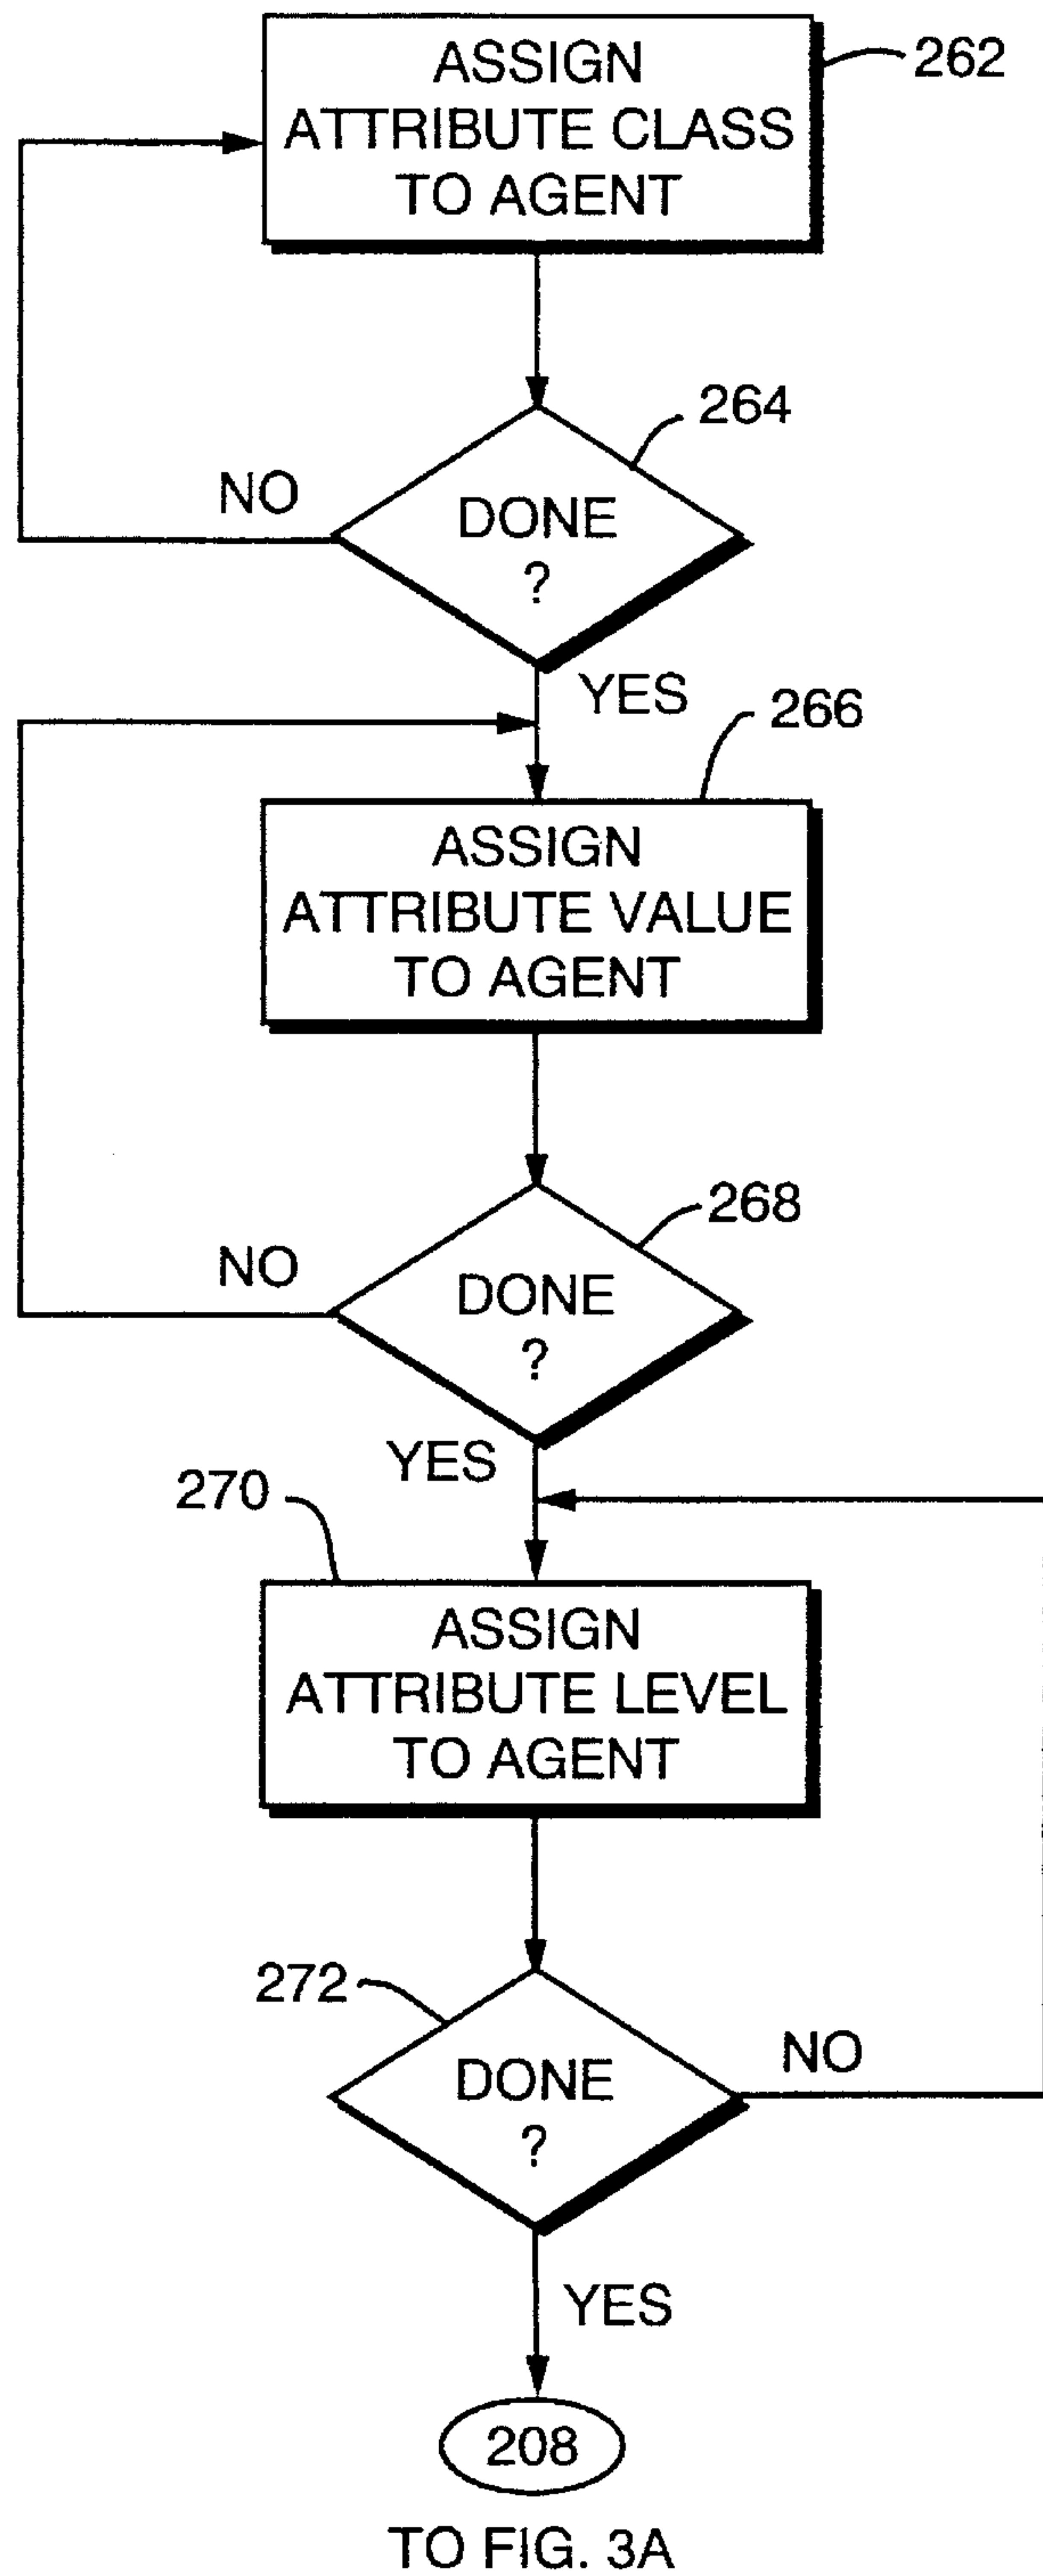 ASSIGN
ATTRIBUTE CLASS
TO AGENT
262
264
NO
DONE
?
YES
266
ASSIGN
ATTRIBUTE VALUE
TO AGENT
268
NO
DONE
?
YES
270
ASSIGN
ATTRIBUTE LEVEL
TO AGENT
272
NO
DONE
?
YES
208
TO FIG. 3A